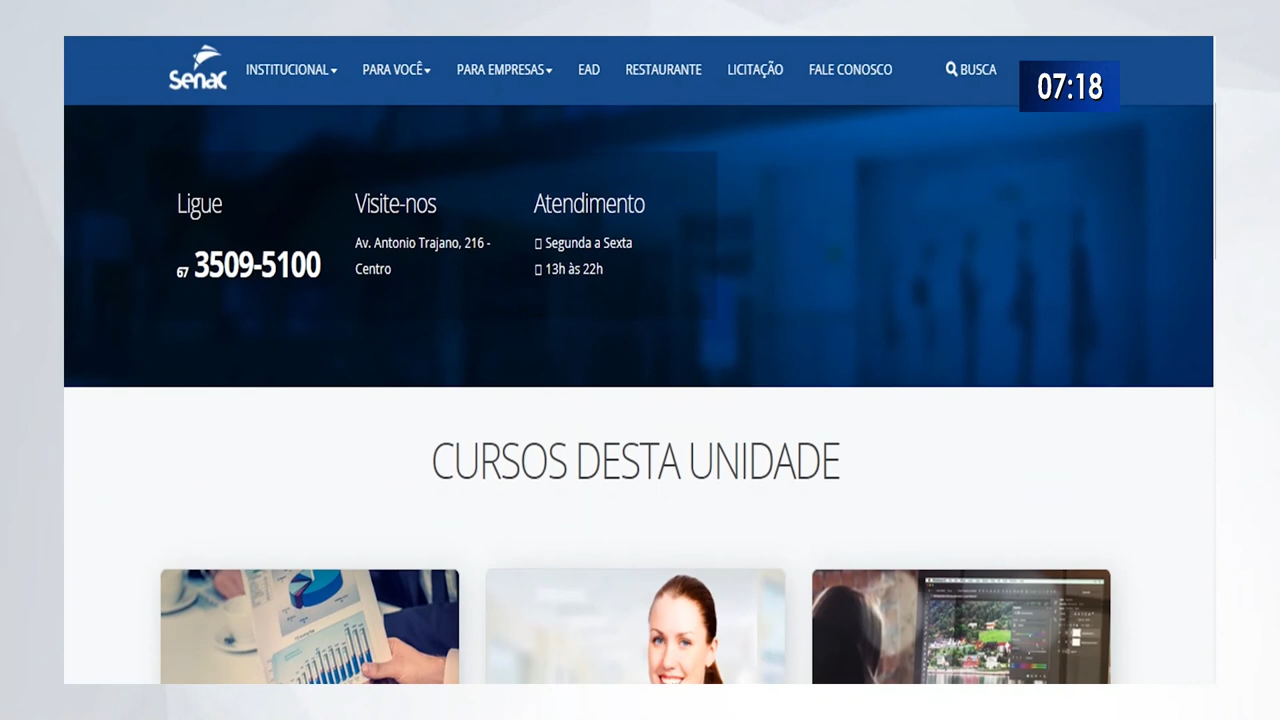 Senac
INSTITUCIONAL
PARA VOCÊ
PARA EMPRESAS
EAD
RESTAURANTE
LICITAÇÃO
FALE CONOSCO
BUSCA
07:18
Ligue
67 3509-5100
Visite-nos
Av. Antonio Trajano, 216 -
Centro
Atendimento
Segunda a Sexta
13h às 22h
CURSOS DESTA UNIDADE